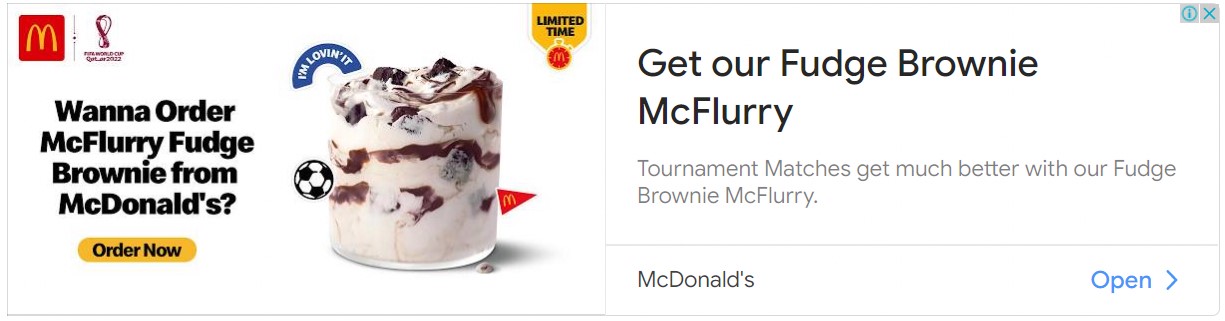 FIFA WORLD CUP
Qatar2022
I'M LOVIN' IT
LIMITED
TIME
Wanna Order
McFlurry Fudge
Brownie from
McDonald's?
Order Now
Get our Fudge Brownie
McFlurry
Tournament Matches get much better with our Fudge
Brownie McFlurry.
McDonald's
Open